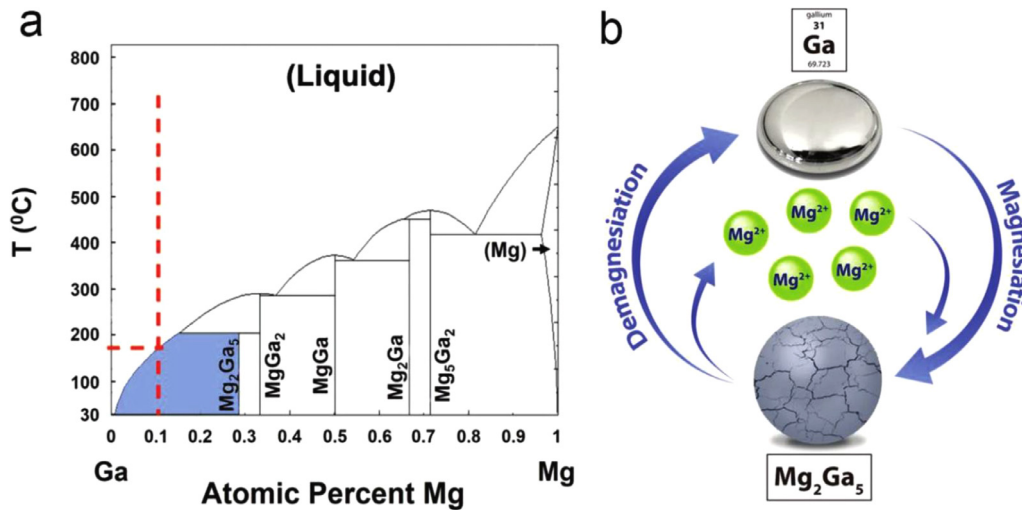 a
800
700
600
500
400
300
200
100
30
T (⁰C)
(Liquid)
(Mg)
Mg₂Ga₅
MgGa₂
MgGa
Mg₂Ga
Mg₅Ga₂
0 0.1 0.2 0.3 0.4 0.5 0.6 0.7 0.8 0.9 1
Ga Mg
Atomic Percent Mg
b
gallium
31
Ga
69.723
Demagnesiation
Magnesiation
Mg²⁺
Mg²⁺
Mg²⁺
Mg²⁺
Mg²⁺
Mg₂Ga₅